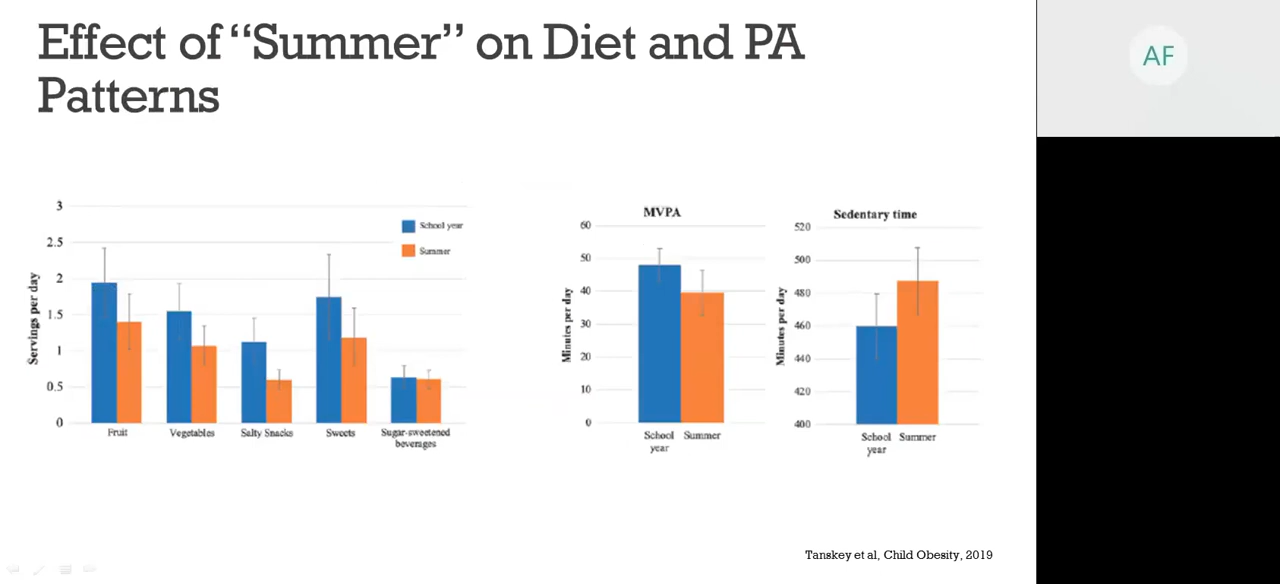 Effect of “Summer” on Diet and PA
Patterns
AF
3
2.5
2
1.5
1
0.5
0
Servings per day
School year
Summer
Fruit
Vegetables
Salty Snacks
Sweets
Sugar-sweetened
beverages
MVPA
60
50
40
30
20
10
0
Minutes per day
School
year
Summer
Sedentary time
520
500
480
460
440
420
400
Minutes per day
School
year
Summer
Tanskey et al, Child Obesity, 2019